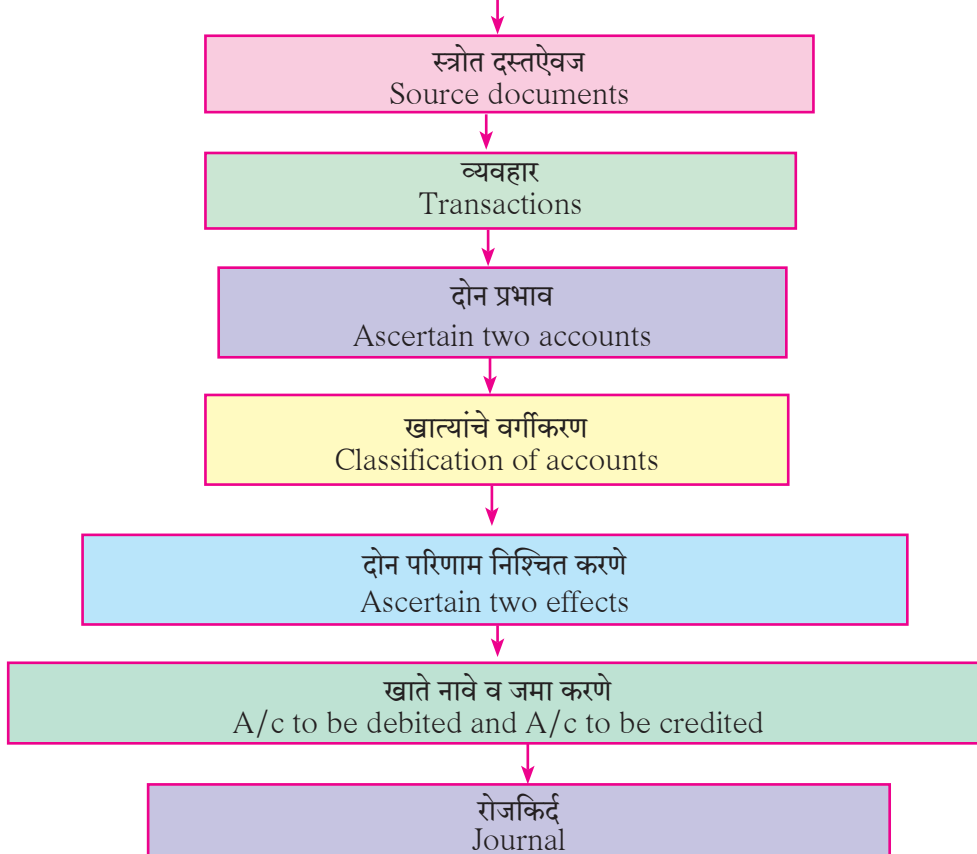 स्त्रोत दस्तऐवज
Source documents
व्यवहार
Transactions
दोन प्रभाव
Ascertain two accounts
खात्यांचे वर्गीकरण
Classification of accounts
दोन परिणाम निश्चित करणे
Ascertain two effects
खाते नावे व जमा करणे
A/c to be debited and A/c to be credited
रोजकिर्द
Journal